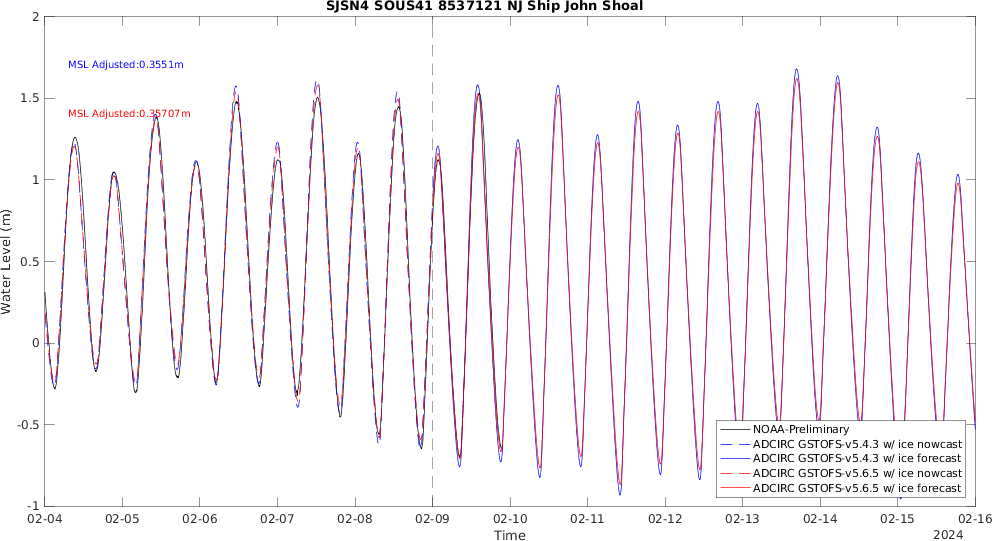 SJSN4 SOUS41 8537121 NJ Ship John Shoal
2
1.5
1
0.5
0
-0.5
-1
Water Level (m)
MSL Adjusted:0.3551m
MSL Adjusted:0.35707m
NOAA-Preliminary
ADCIRC GSTOFS-v5.4.3 w/ ice nowcast
ADCIRC GSTOFS-v5.4.3 w/ ice forecast
ADCIRC GSTOFS-v5.6.5 w/ ice nowcast
ADCIRC GSTOFS-v5.6.5 w/ ice forecast
02-04 02-05 02-06 02-07 02-08 02-09 02-10 02-11 02-12 02-13 02-14 02-15 02-16
Time
2024